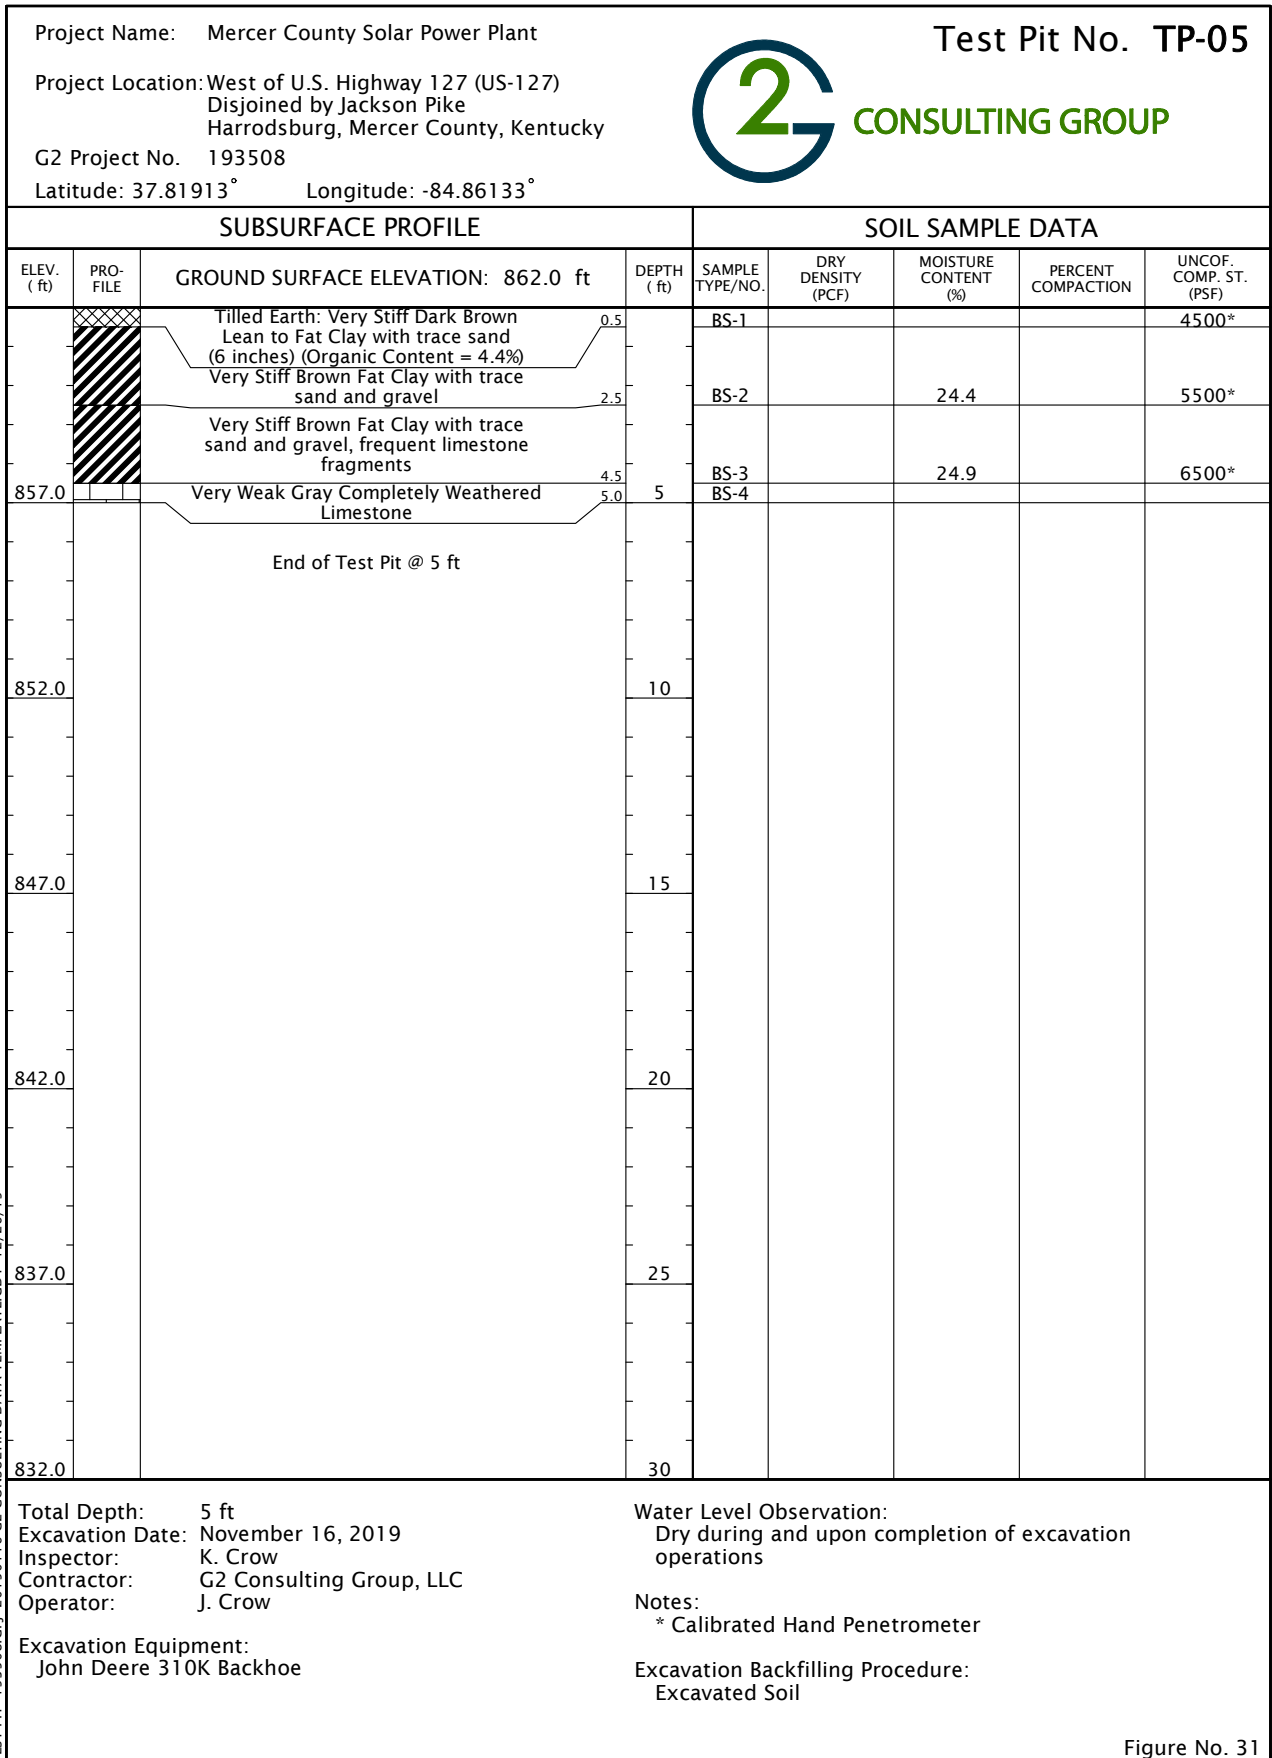 Project Name: Mercer County Solar Power Plant
Project Location: West of U.S. Highway 127 (US-127)
Disjoined by Jackson Pike
Harrodsburg, Mercer County, Kentucky
G2 Project No. 193508
Latitude: 37.81913° Longitude: -84.86133°
G2 CONSULTING GROUP
Test Pit No. TP-05
SUBSURFACE PROFILE
SOIL SAMPLE DATA
ELEV. ( ft)
PRO-FILE
GROUND SURFACE ELEVATION: 862.0 ft
DEPTH ( ft)
SAMPLE TYPE/NO.
DRY DENSITY (PCF)
MOISTURE CONTENT (%)
PERCENT COMPACTION
UNCOF. COMP. ST. (PSF)
Tilled Earth: Very Stiff Dark Brown
Lean to Fat Clay with trace sand
(6 inches) (Organic Content = 4.4%)
0.5
BS-1 4500*
Very Stiff Brown Fat Clay with trace
sand and gravel
2.5
BS-2 24.4 5500*
Very Stiff Brown Fat Clay with trace
sand and gravel, frequent limestone
fragments
4.5
BS-3 24.9 6500*
857.0
Very Weak Gray Completely Weathered
Limestone
5.0
5
BS-4
End of Test Pit @ 5 ft
852.0 10
847.0 15
842.0 20
837.0 25
832.0 30
Total Depth: 5 ft
Excavation Date: November 16, 2019
Inspector: K. Crow
Contractor: G2 Consulting Group, LLC
Operator: J. Crow
Excavation Equipment:
John Deere 310K Backhoe
Water Level Observation:
Dry during and upon completion of excavation
operations
Notes:
* Calibrated Hand Penetrometer
Excavation Backfilling Procedure:
Excavated Soil
Figure No. 31